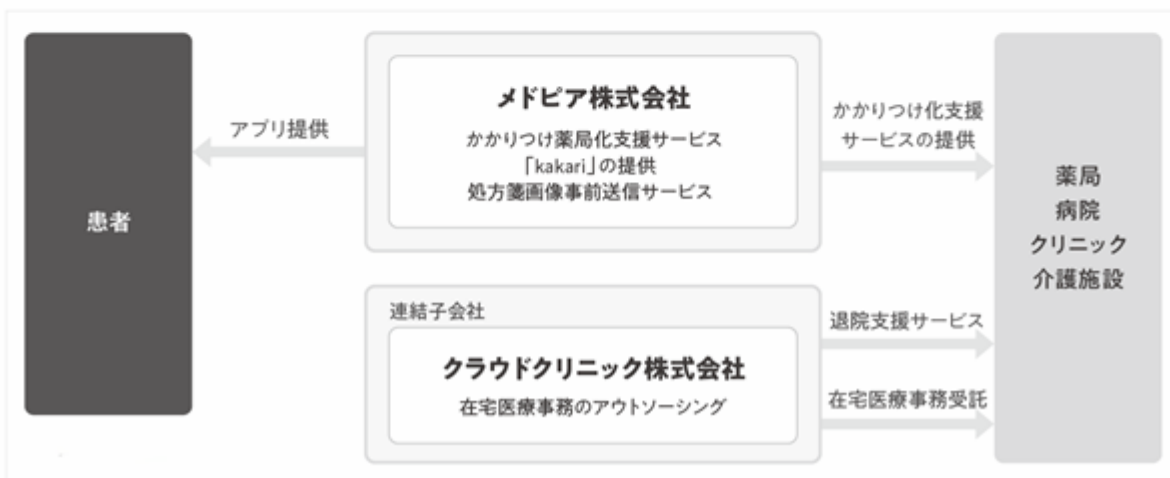 患者
アプリ提供
メドピア株式会社
かかりつけ薬局化支援サービス
「kakari」の提供
処方箋画像事前送信サービス
かかりつけ化支援
サービスの提供
連結子会社
クラウドクリニック株式会社
在宅医療事務のアウトソーシング
退院支援サービス
在宅医療事務受託
薬局
病院
クリニック
介護施設